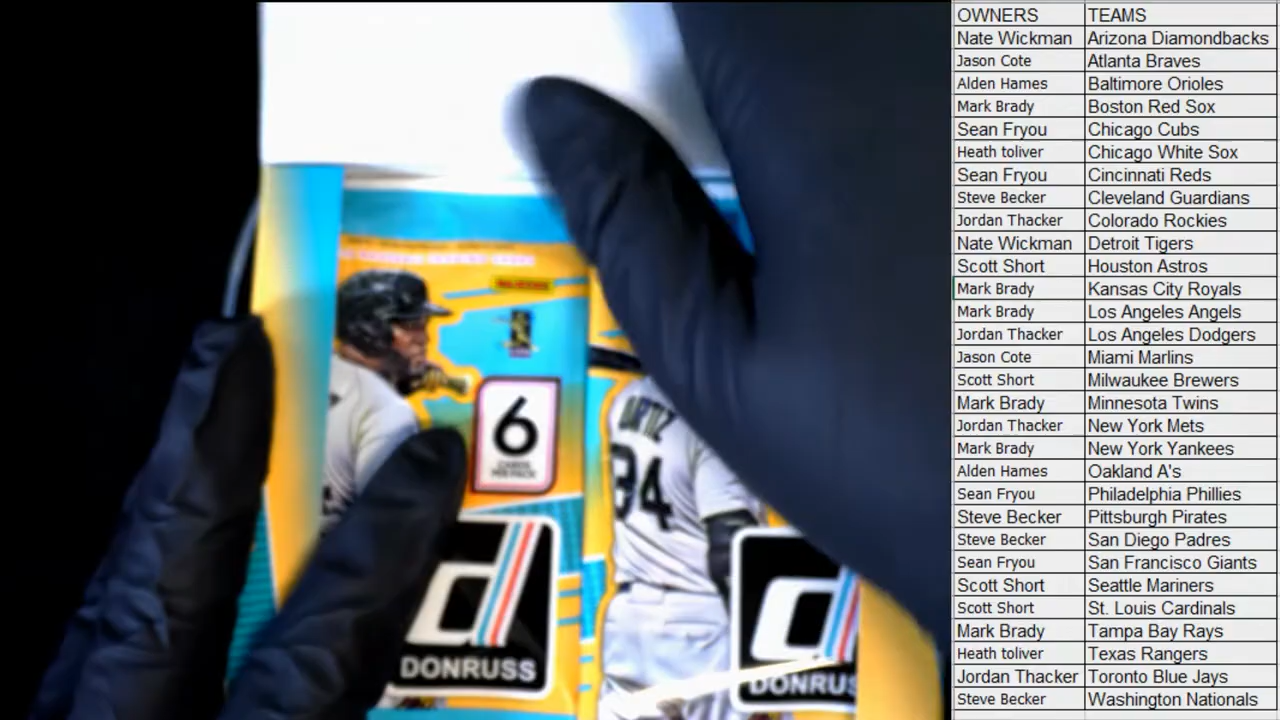 OWNERS TEAMS
Nate Wickman Arizona Diamondbacks
Jason Cote Atlanta Braves
Alden Hames Baltimore Orioles
Mark Brady Boston Red Sox
Sean Fryou Chicago Cubs
Heath toliver Chicago White Sox
Sean Fryou Cincinnati Reds
Steve Becker Cleveland Guardians
Jordan Thacker Colorado Rockies
Nate Wickman Detroit Tigers
Scott Short Houston Astros
Mark Brady Kansas City Royals
Mark Brady Los Angeles Angels
Jordan Thacker Los Angeles Dodgers
Jason Cote Miami Marlins
Scott Short Milwaukee Brewers
Mark Brady Minnesota Twins
Jordan Thacker New York Mets
Mark Brady New York Yankees
Alden Hames Oakland A's
Sean Fryou Philadelphia Phillies
Steve Becker Pittsburgh Pirates
Steve Becker San Diego Padres
Sean Fryou San Francisco Giants
Scott Short Seattle Mariners
Scott Short St. Louis Cardinals
Mark Brady Tampa Bay Rays
Heath toliver Texas Rangers
Jordan Thacker Toronto Blue Jays
Steve Becker Washington Nationals
6
CARDS
PER PACK
34
d
DONRUSS
d
DONRUS